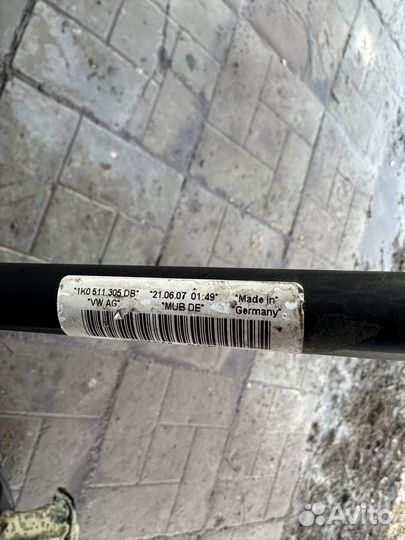 "1K0 511.305 DB" "21.06.07 01:49" "Made in"
"VW AG" "MUB DE" "Germany"
Avito